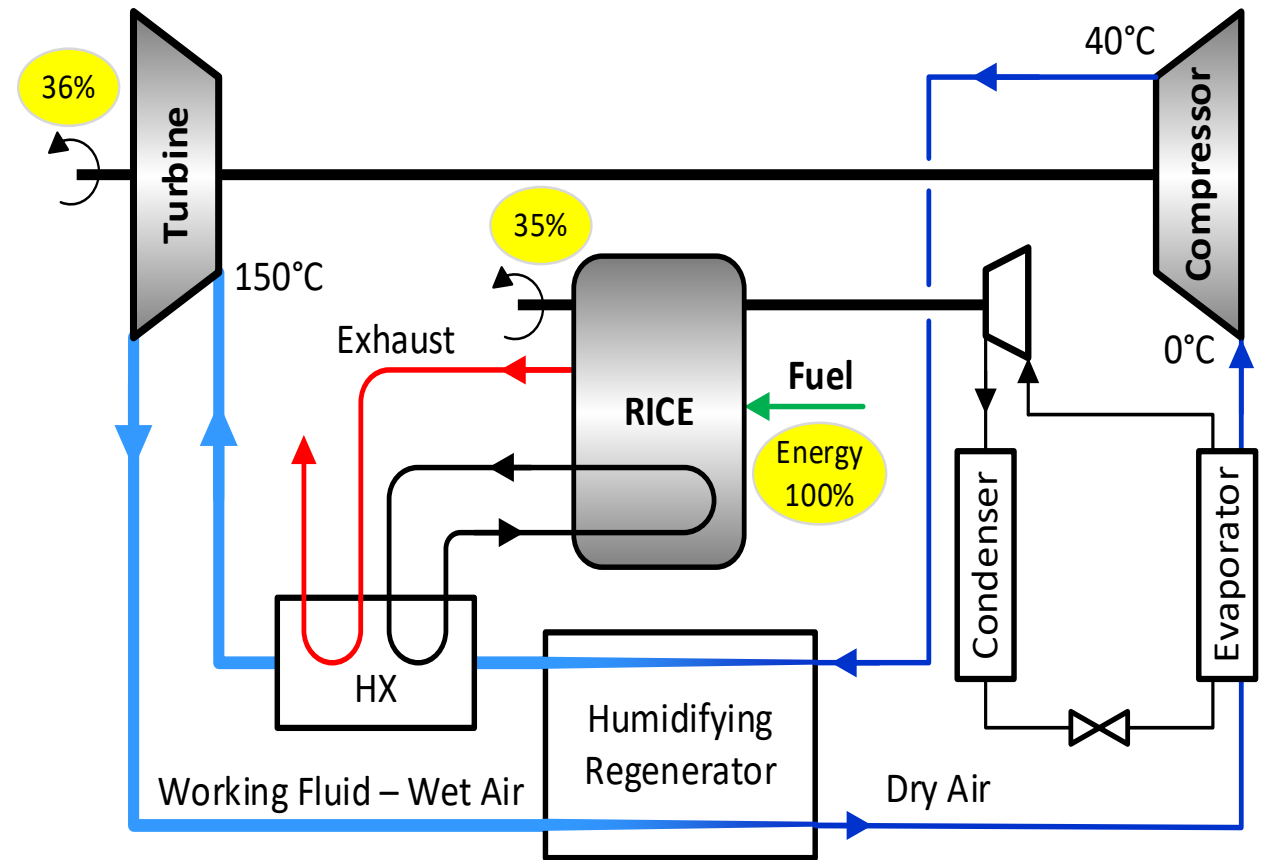 40°C
36%
Turbine
Compressor
35%
150°C
Exhaust
0°C
Fuel
RICE
Energy
100%
Condenser
Evaporator
HX
Humidifying
Regenerator
Working Fluid – Wet Air
Dry Air